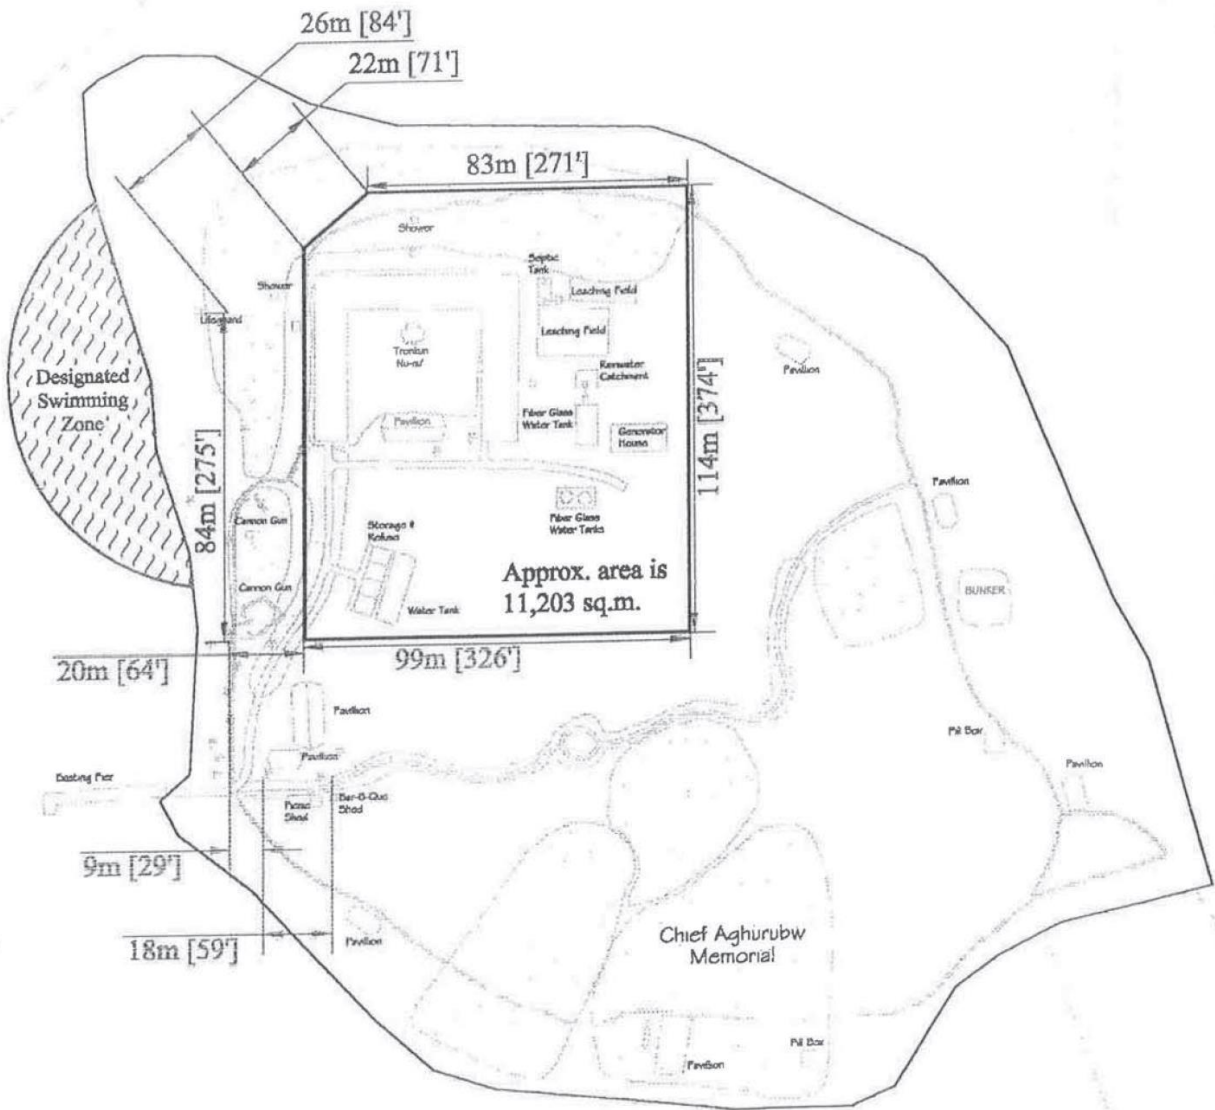 26m [84']
22m [71']
83m [271']
Shower
Septic
Tank
Leaching Field
Shower
Leaching Field
Designated
Swimming
Zone
Rainwater
Catchment
Pavilion
Fiber Glass
Water Tank
Pavilion
Generator
House
114m [374']
84m [275']
Cannon Gun
Storage &
Fiber Glass
Water Tanks
Pavilion
Approx. area is
11,203 sq.m.
Cannon Gun
Water Tank
BUNKER
20m [64']
99m [326']
Pavilion
Pill Box
Pavilion
Pavilion
Boating Pier
Picnic
Shed
Bar-B-Que
Shed
9m [29']
18m [59']
Pavilion
Chief Aghurubw
Memorial
Pill Box
Pavilion